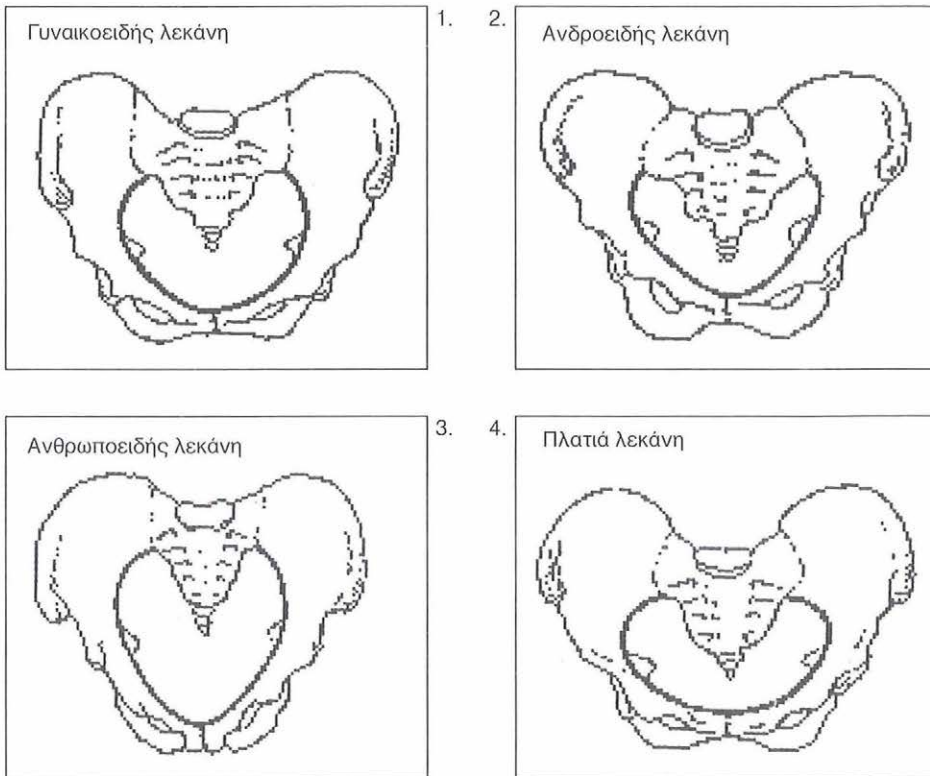 Γυναικοειδής λεκάνη
1.
2.
Ανδροειδής λεκάνη
Ανθρωποειδής λεκάνη
3.
4.
Πλατιά λεκάνη